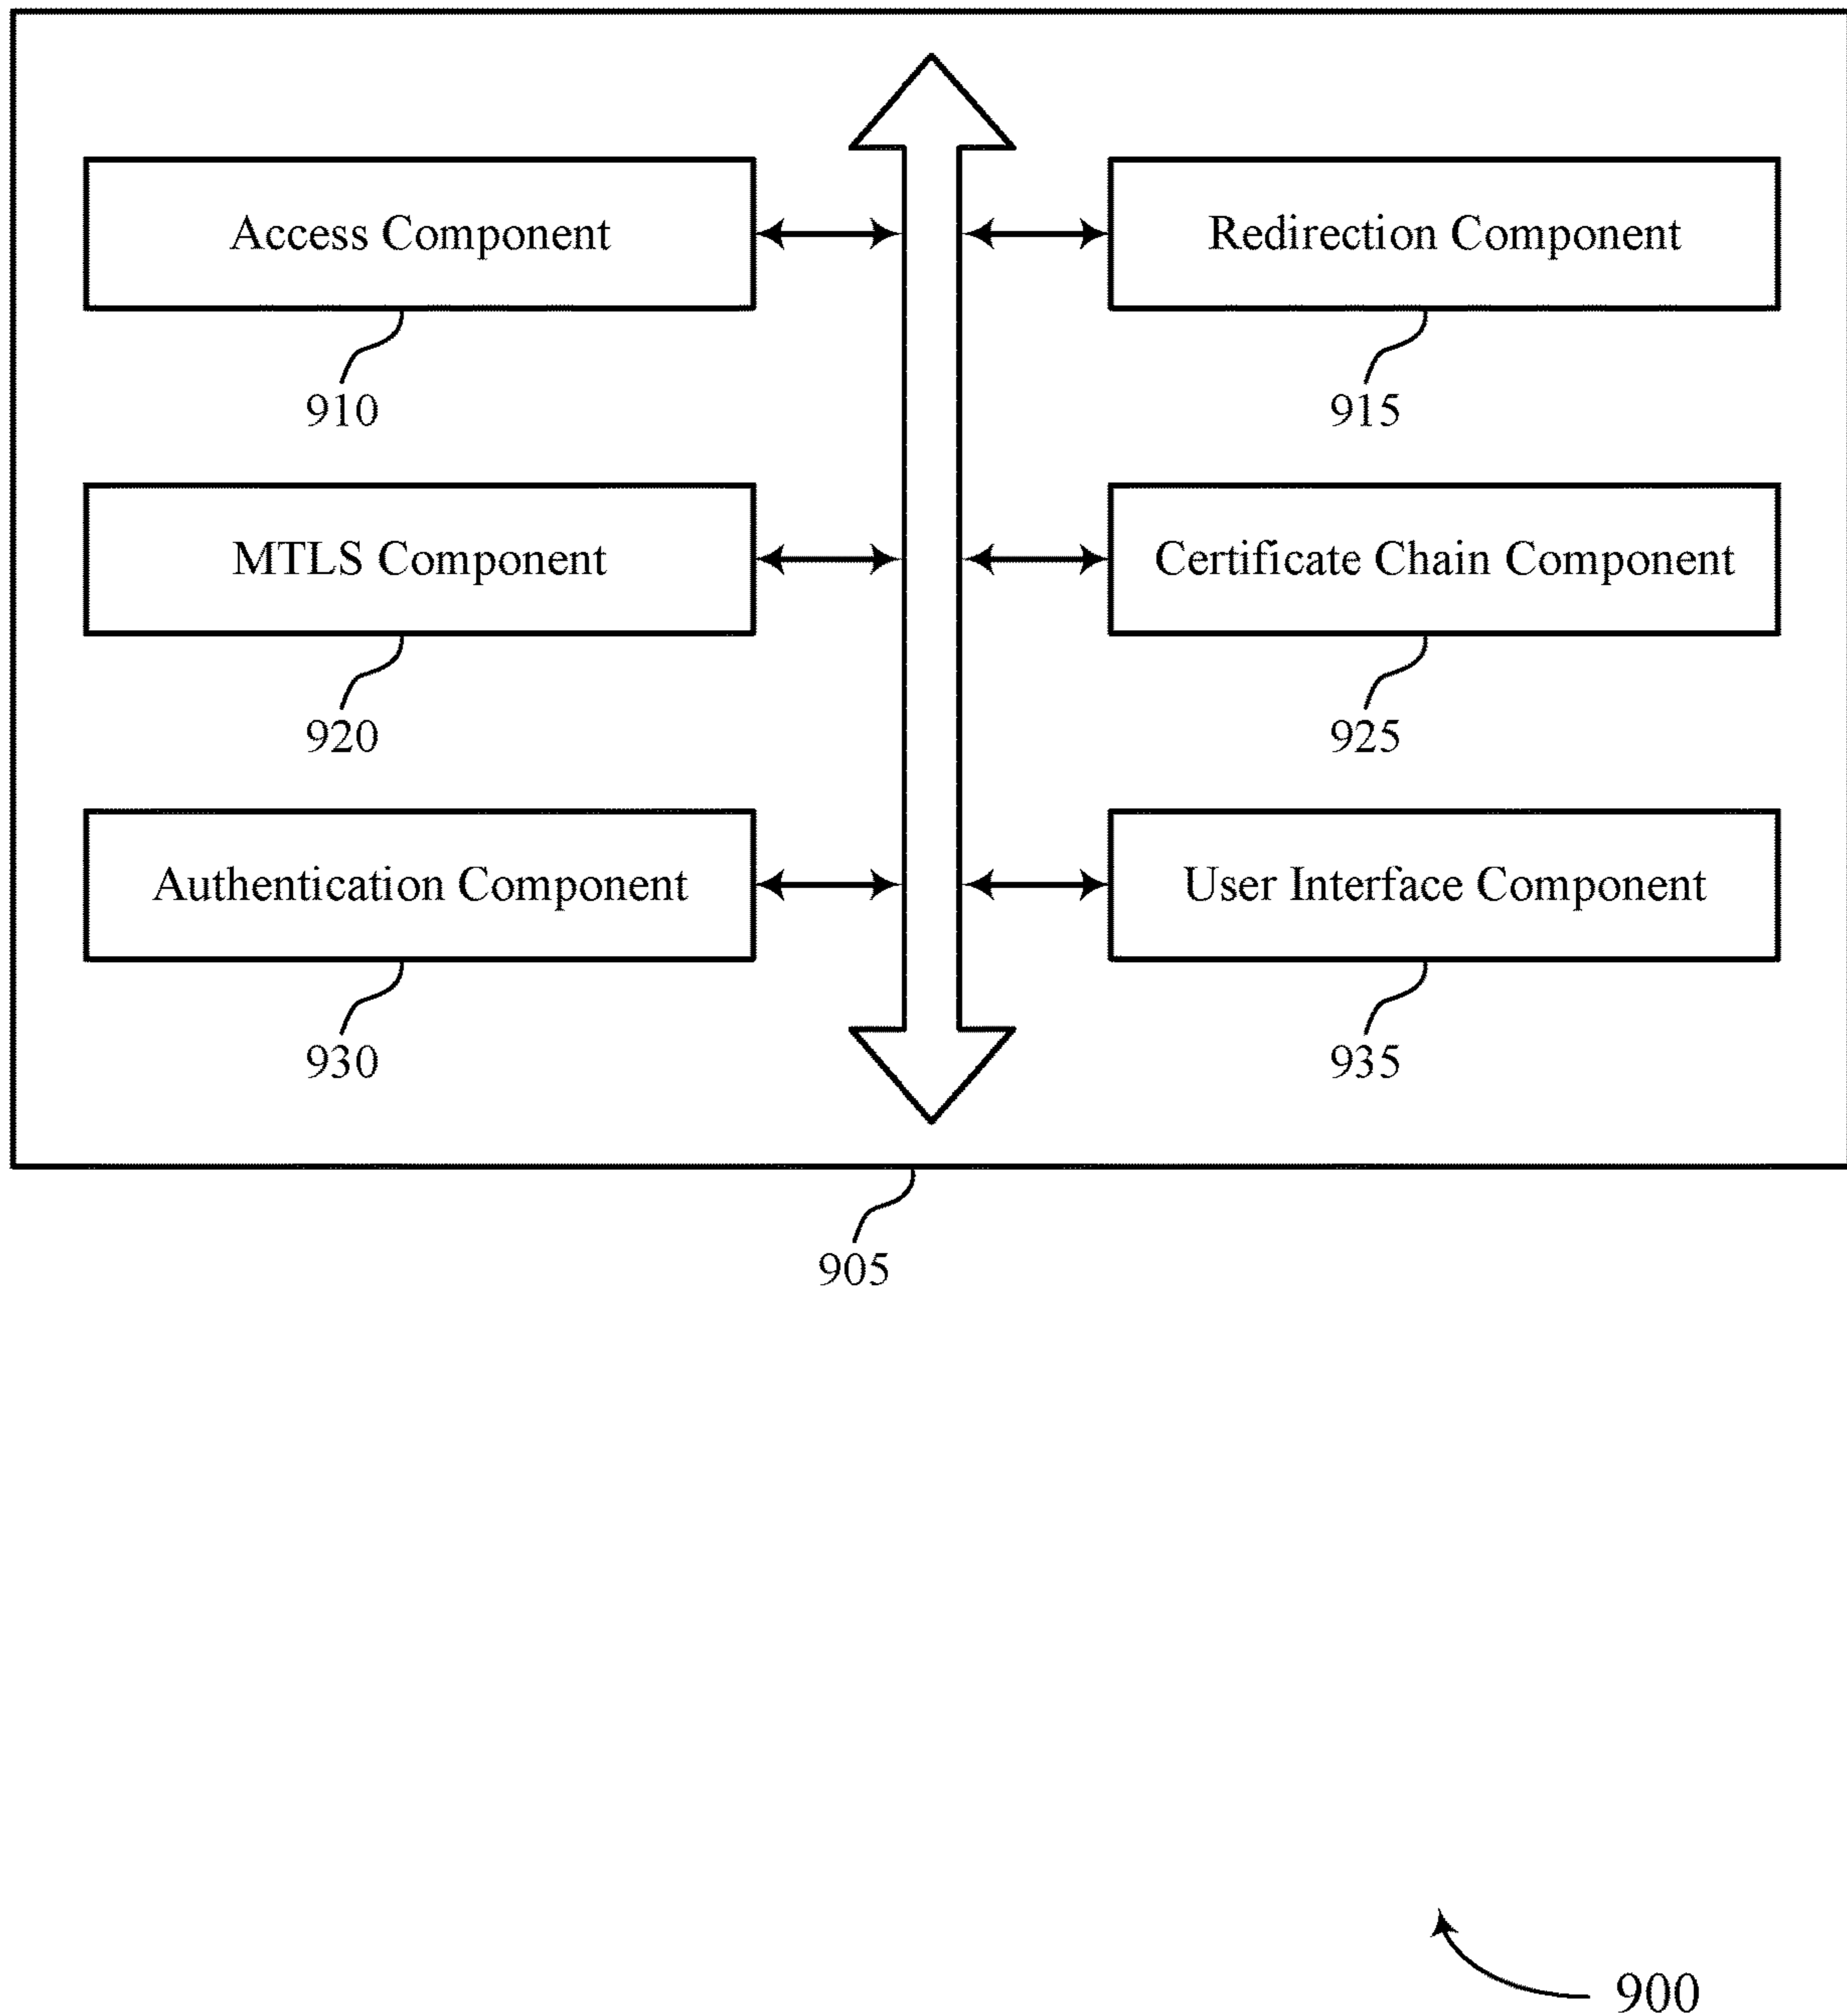 Access Component
Redirection Component
910
915
MTLS Component
Certificate Chain Component
920
925
Authentication Component
User Interface Component
930
935
905
900